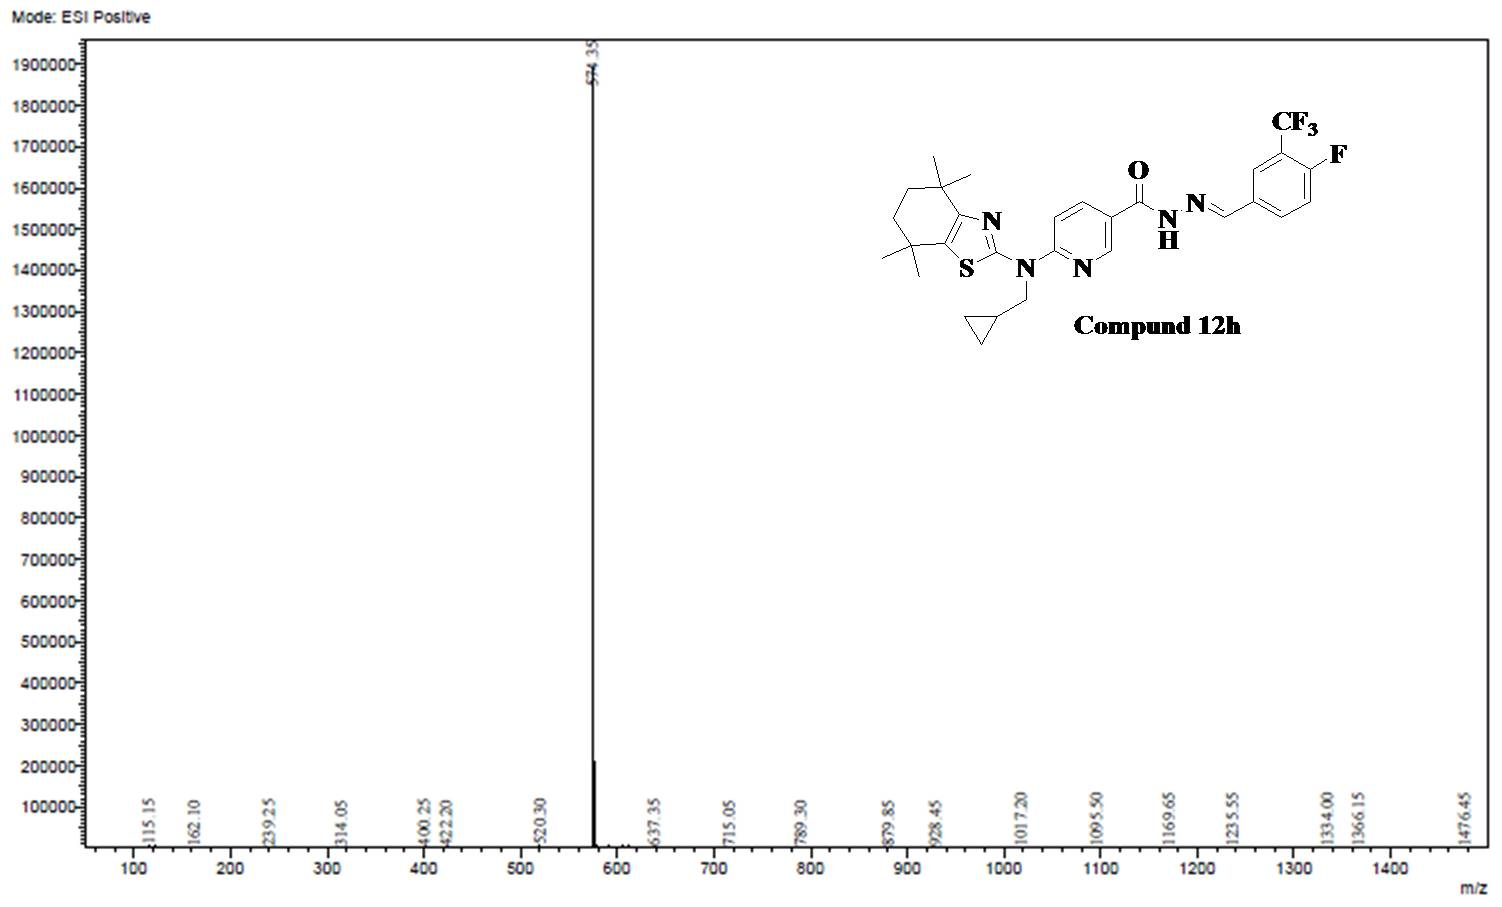 Mode: ESI Positive
574.35
1900000
1800000
1700000
1600000
1500000
1400000
1300000
1200000
1100000
1000000
900000
800000
700000
600000
500000
400000
300000
200000
100000
CF3
F
O
N
N
H
N
S
N
N
Compund 12h
115.15 162.10 239.25 314.05 400.25 422.20 520.30 637.35 715.05 789.30 879.85 928.45 1017.20 1095.50 1169.65 1235.55 1334.00 1366.15 1476.45
100 200 300 400 500 600 700 800 900 1000 1100 1200 1300 1400
m/z